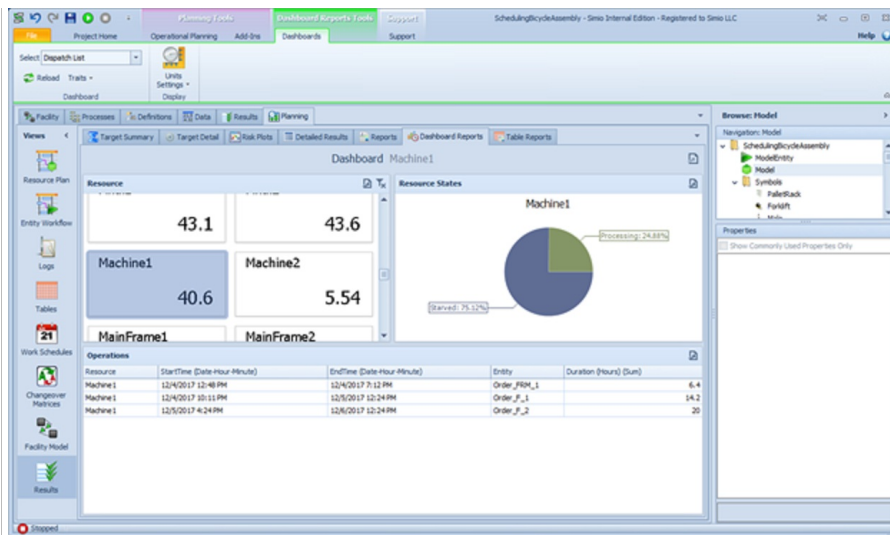 Planning Tools Dashboard Reports Tools Support SchedulingBicycleAssembly - Simio Internal Edition - Registered to Simio LLC
File Project Home Operational Planning Add-Ins Dashboards Support Help
Select Dispatch List
Reload Traits
Units
Settings
Dashboard Display
Facility Processes Definitions Data Results Planning Browse: Model
Views Target Summary Target Detail Risk Plots Detailed Results Reports Dashboard Reports Table Reports Navigation: Model
SchedulingBicycleAssembly
Dashboard Machine1
ModelEntity
Model
Resource Plan Resource Resource States
Symbols
PalletRack
Machine1 Forklift
43.1 43.6
Entity Workflow
Processing: 24.88% Properties
Show Commonly Used Properties Only
Machine1 Machine2
Logs
40.6 5.54
Starved: 75.12%
Tables
MainFrame1 MainFrame2
21
Work Schedules Operations
Resource StartTime (Date-Hour-Minute) EndTime (Date-Hour-Minute) Entity Duration (Hours) (Sum)
Machine1 12/4/2017 12:48 PM 12/4/2017 7:12 PM Order_FRM_1 6.4
Machine1 12/4/2017 10:11 PM 12/5/2017 12:24 PM Order_F_1 14.2
Machine1 12/5/2017 4:24 PM 12/6/2017 12:24 PM Order_F_2 20
Changeover
Matrices
Facility Model
Results
Stopped